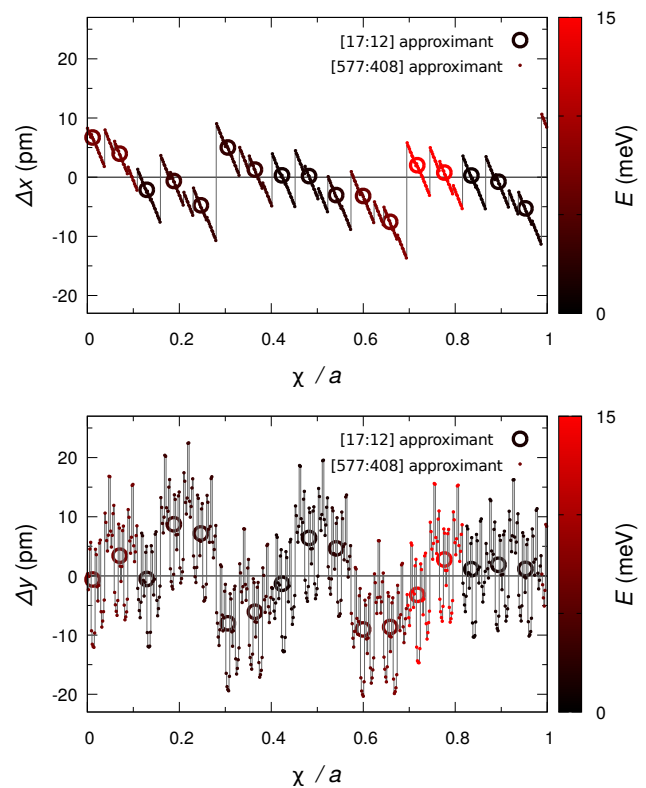 [17:12] approximant
[577:408] approximant
Δx (pm)
20
10
0
-10
-20
0
0.2
0.4
0.6
0.8
1
χ /a
15
0
E (meV)
[17:12] approximant
[577:408] approximant
Δy (pm)
20
10
0
-10
-20
0
0.2
0.4
0.6
0.8
1
χ /a
15
0
E (meV)